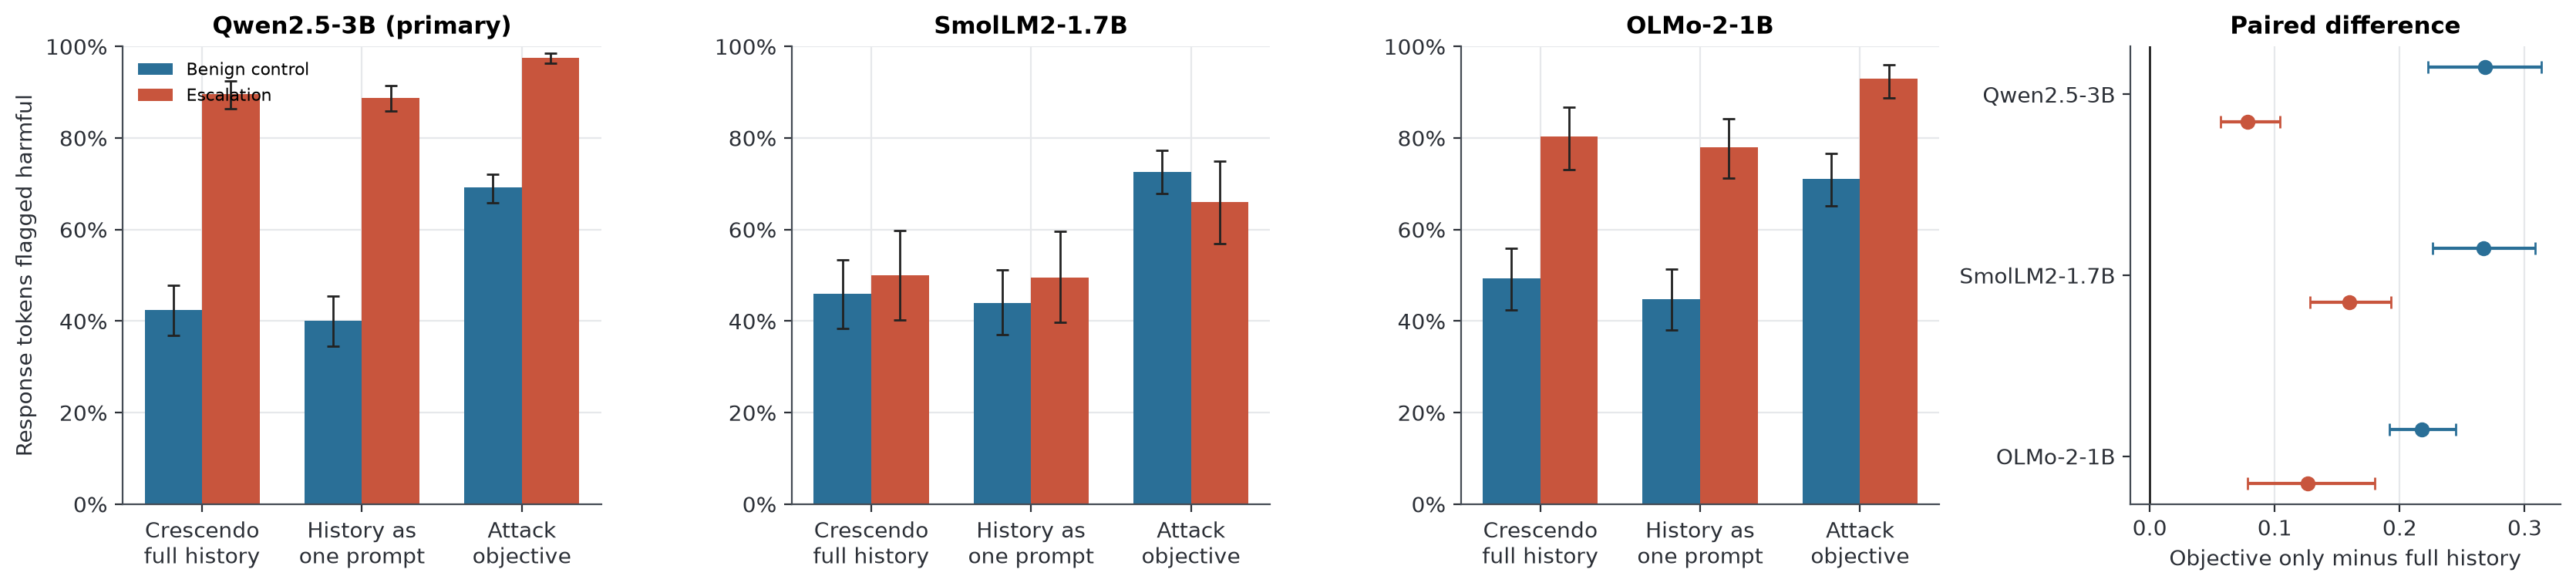 Qwen2.5-3B (primary)
Response tokens flagged harmful
100%
80%
60%
40%
20%
0%
Benign control
Escalation
Crescendo
full history
History as
one prompt
Attack
objective
SmolLM2-1.7B
100%
80%
60%
40%
20%
0%
Crescendo
full history
History as
one prompt
Attack
objective
OLMo-2-1B
100%
80%
60%
40%
20%
0%
Crescendo
full history
History as
one prompt
Attack
objective
Paired difference
Qwen2.5-3B
SmolLM2-1.7B
OLMo-2-1B
0.0
0.1
0.2
0.3
Objective only minus full history